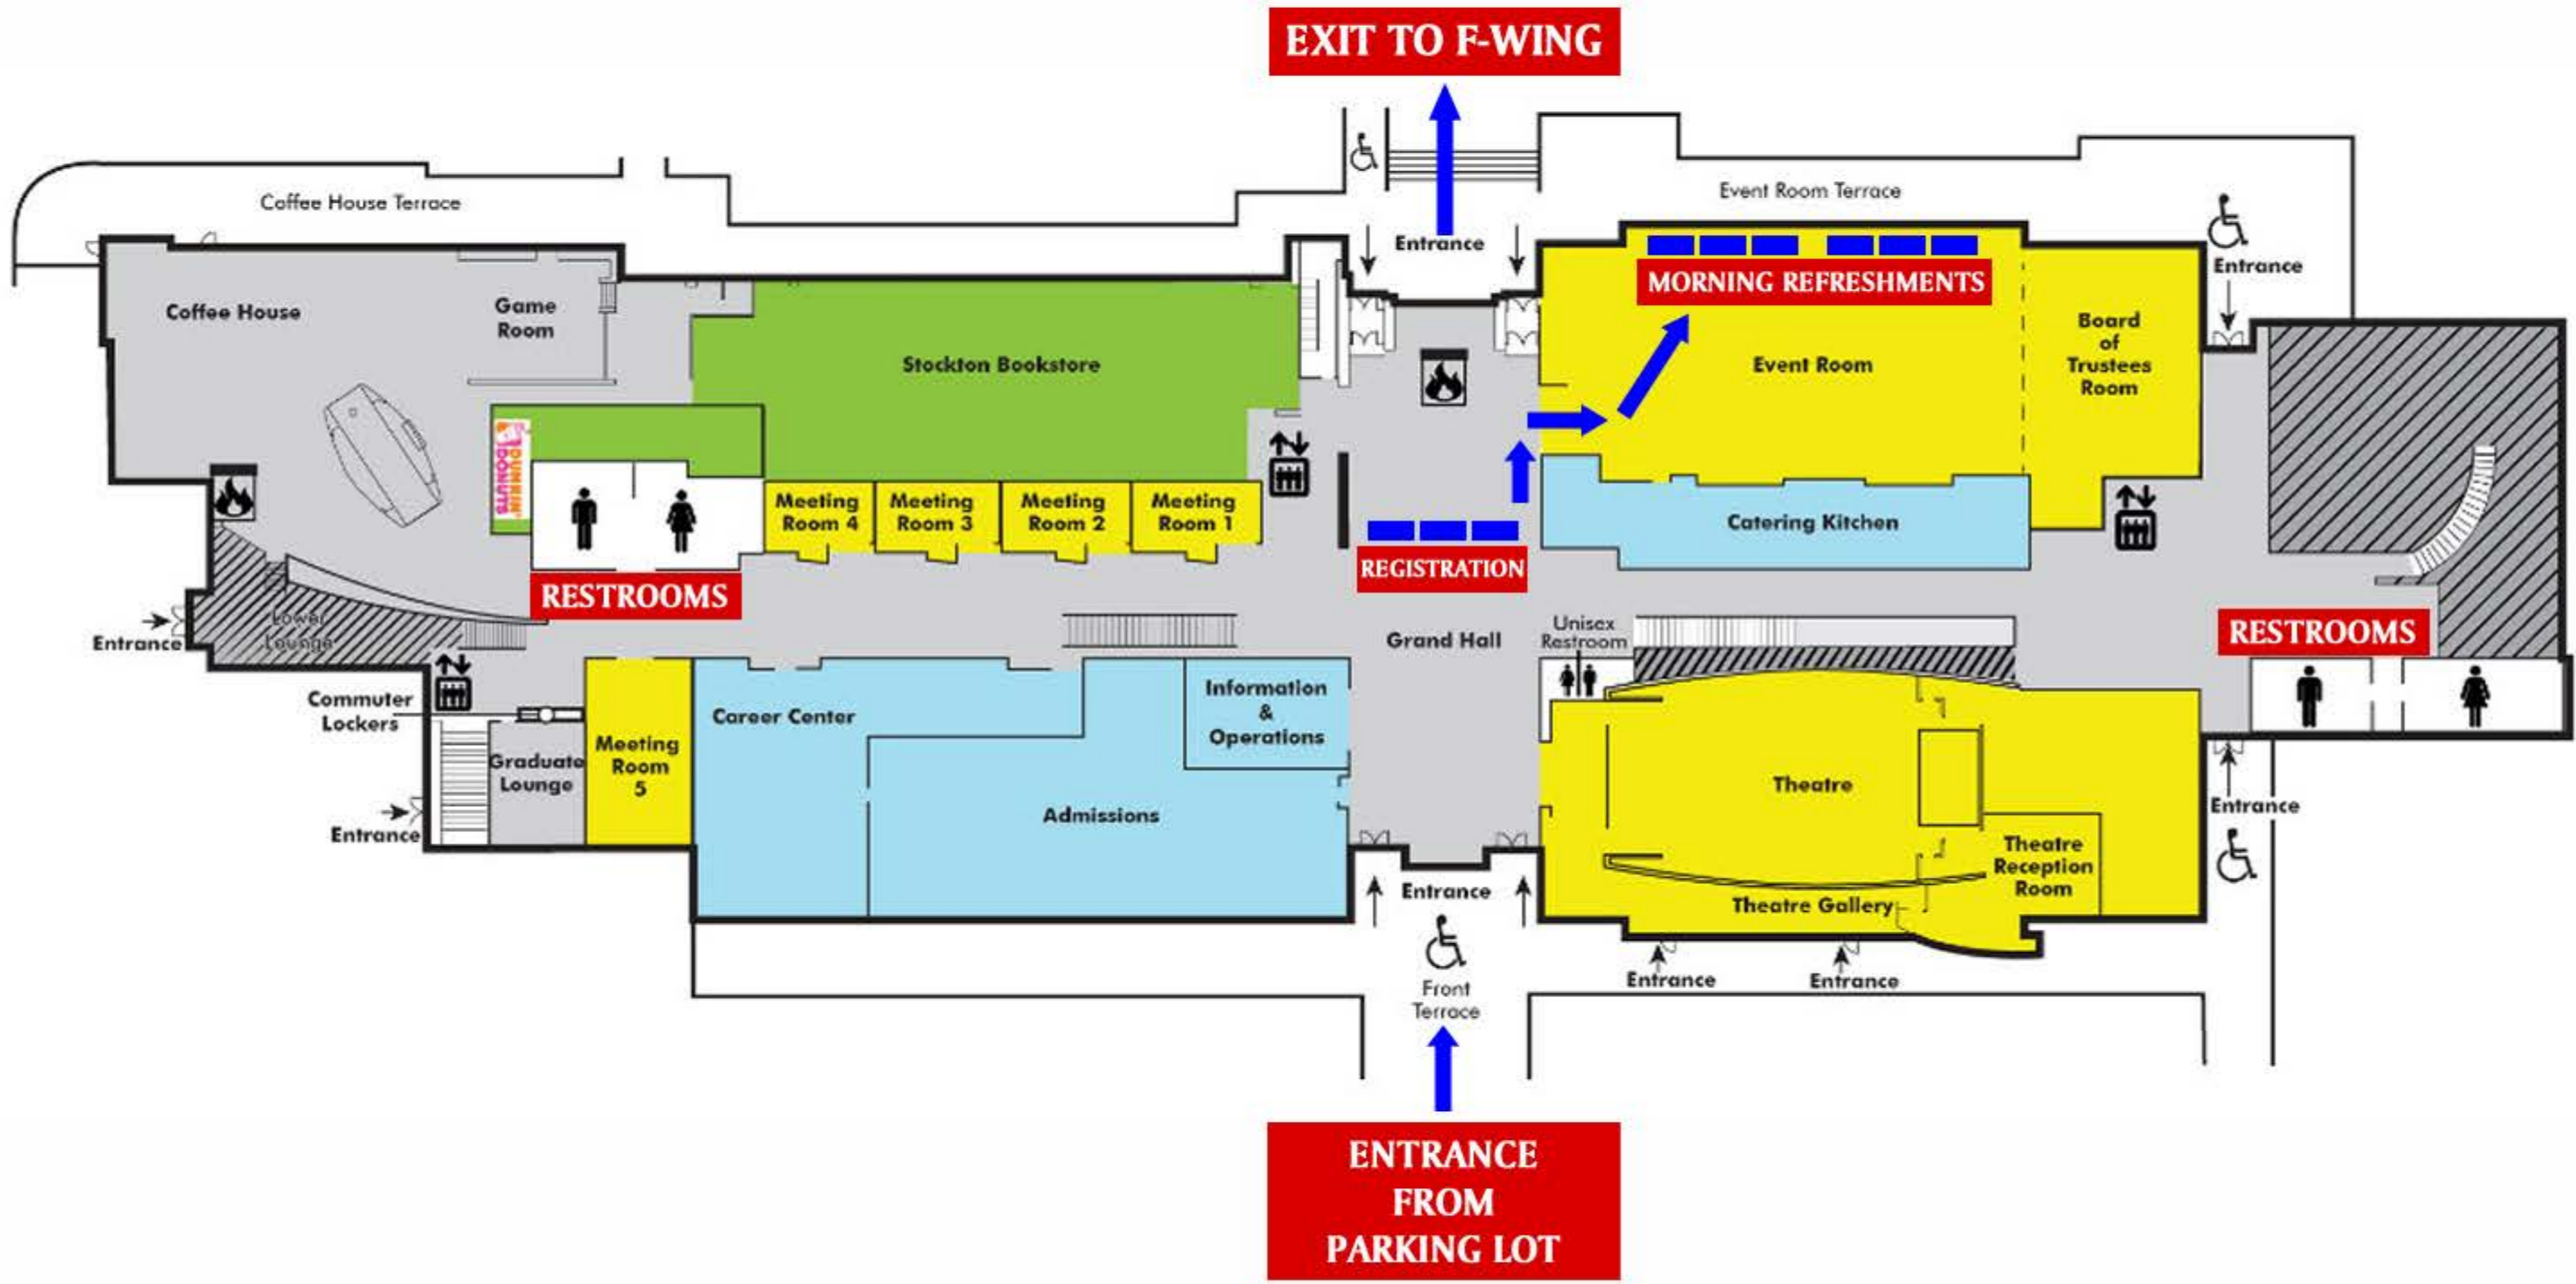 EXIT TO F-WING
Coffee House Terrace
Event Room Terrace
Entrance
Entrance
MORNING REFRESHMENTS
Coffee House
Game
Room
Stockton Bookstore
Event Room
Board
of
Trustees
Room
DUNKIN'
DONUTS
Meeting
Room 4
Meeting
Room 3
Meeting
Room 2
Meeting
Room 1
Catering Kitchen
REGISTRATION
RESTROOMS
Lower
Lounge
Entrance
Grand Hall
Unisex
Restroom
RESTROOMS
Commuter
Lockers
Graduate
Lounge
Meeting
Room
5
Career Center
Information
&
Operations
Admissions
Theatre
Theatre
Reception
Room
Theatre Gallery
Entrance
Entrance
Entrance
Entrance
Entrance
Front
Terrace
ENTRANCE
FROM
PARKING LOT